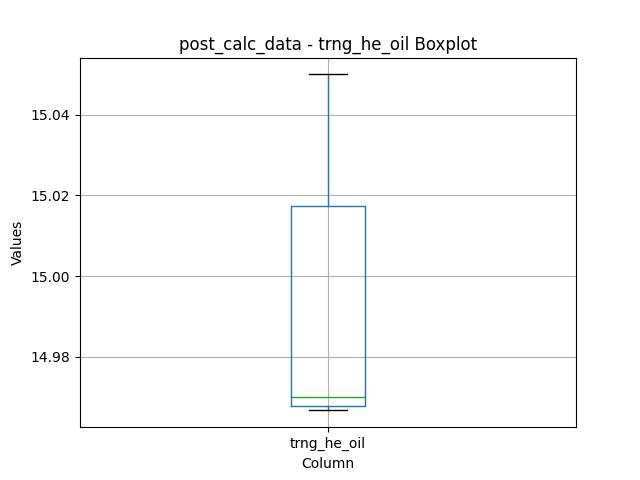 post_calc_data - trng_he_oil Boxplot
15.04
15.02
15.00
14.98
Values
trng_he_oil
Column